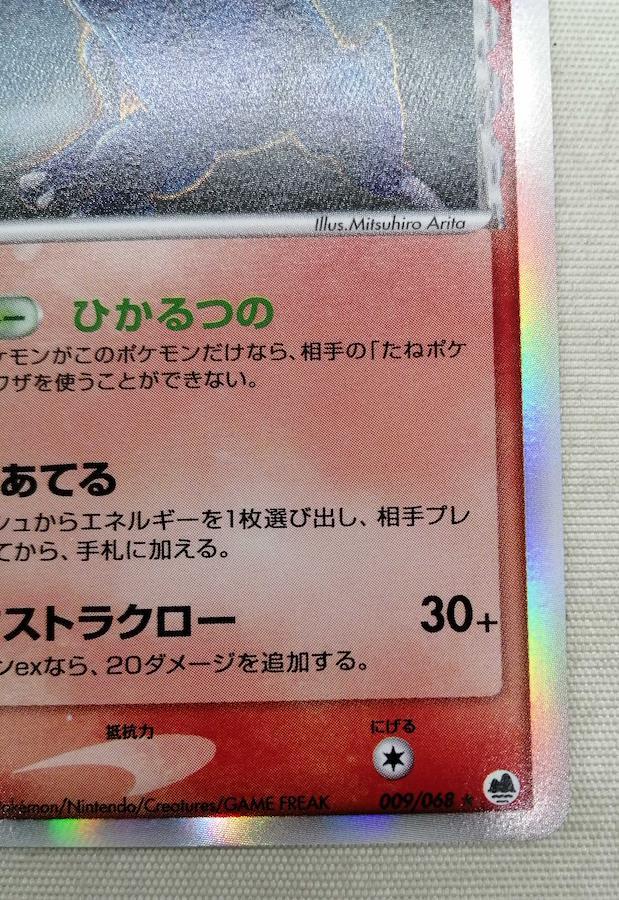 Illus.Mitsuhiro Arita
ー ひかるつの
ケモンがこのポケモンだけなら、相手の「たねポケ
ワザを使うことができない。
あてる
シュからエネルギーを1枚選び出し、相手プレ
てから、手札に加える。
ストラクロー 30+
ンexなら、20ダメージを追加する。
抵抗力 にげる
Pokémon/Nintendo/Creatures/GAME FREAK 009/068 ★